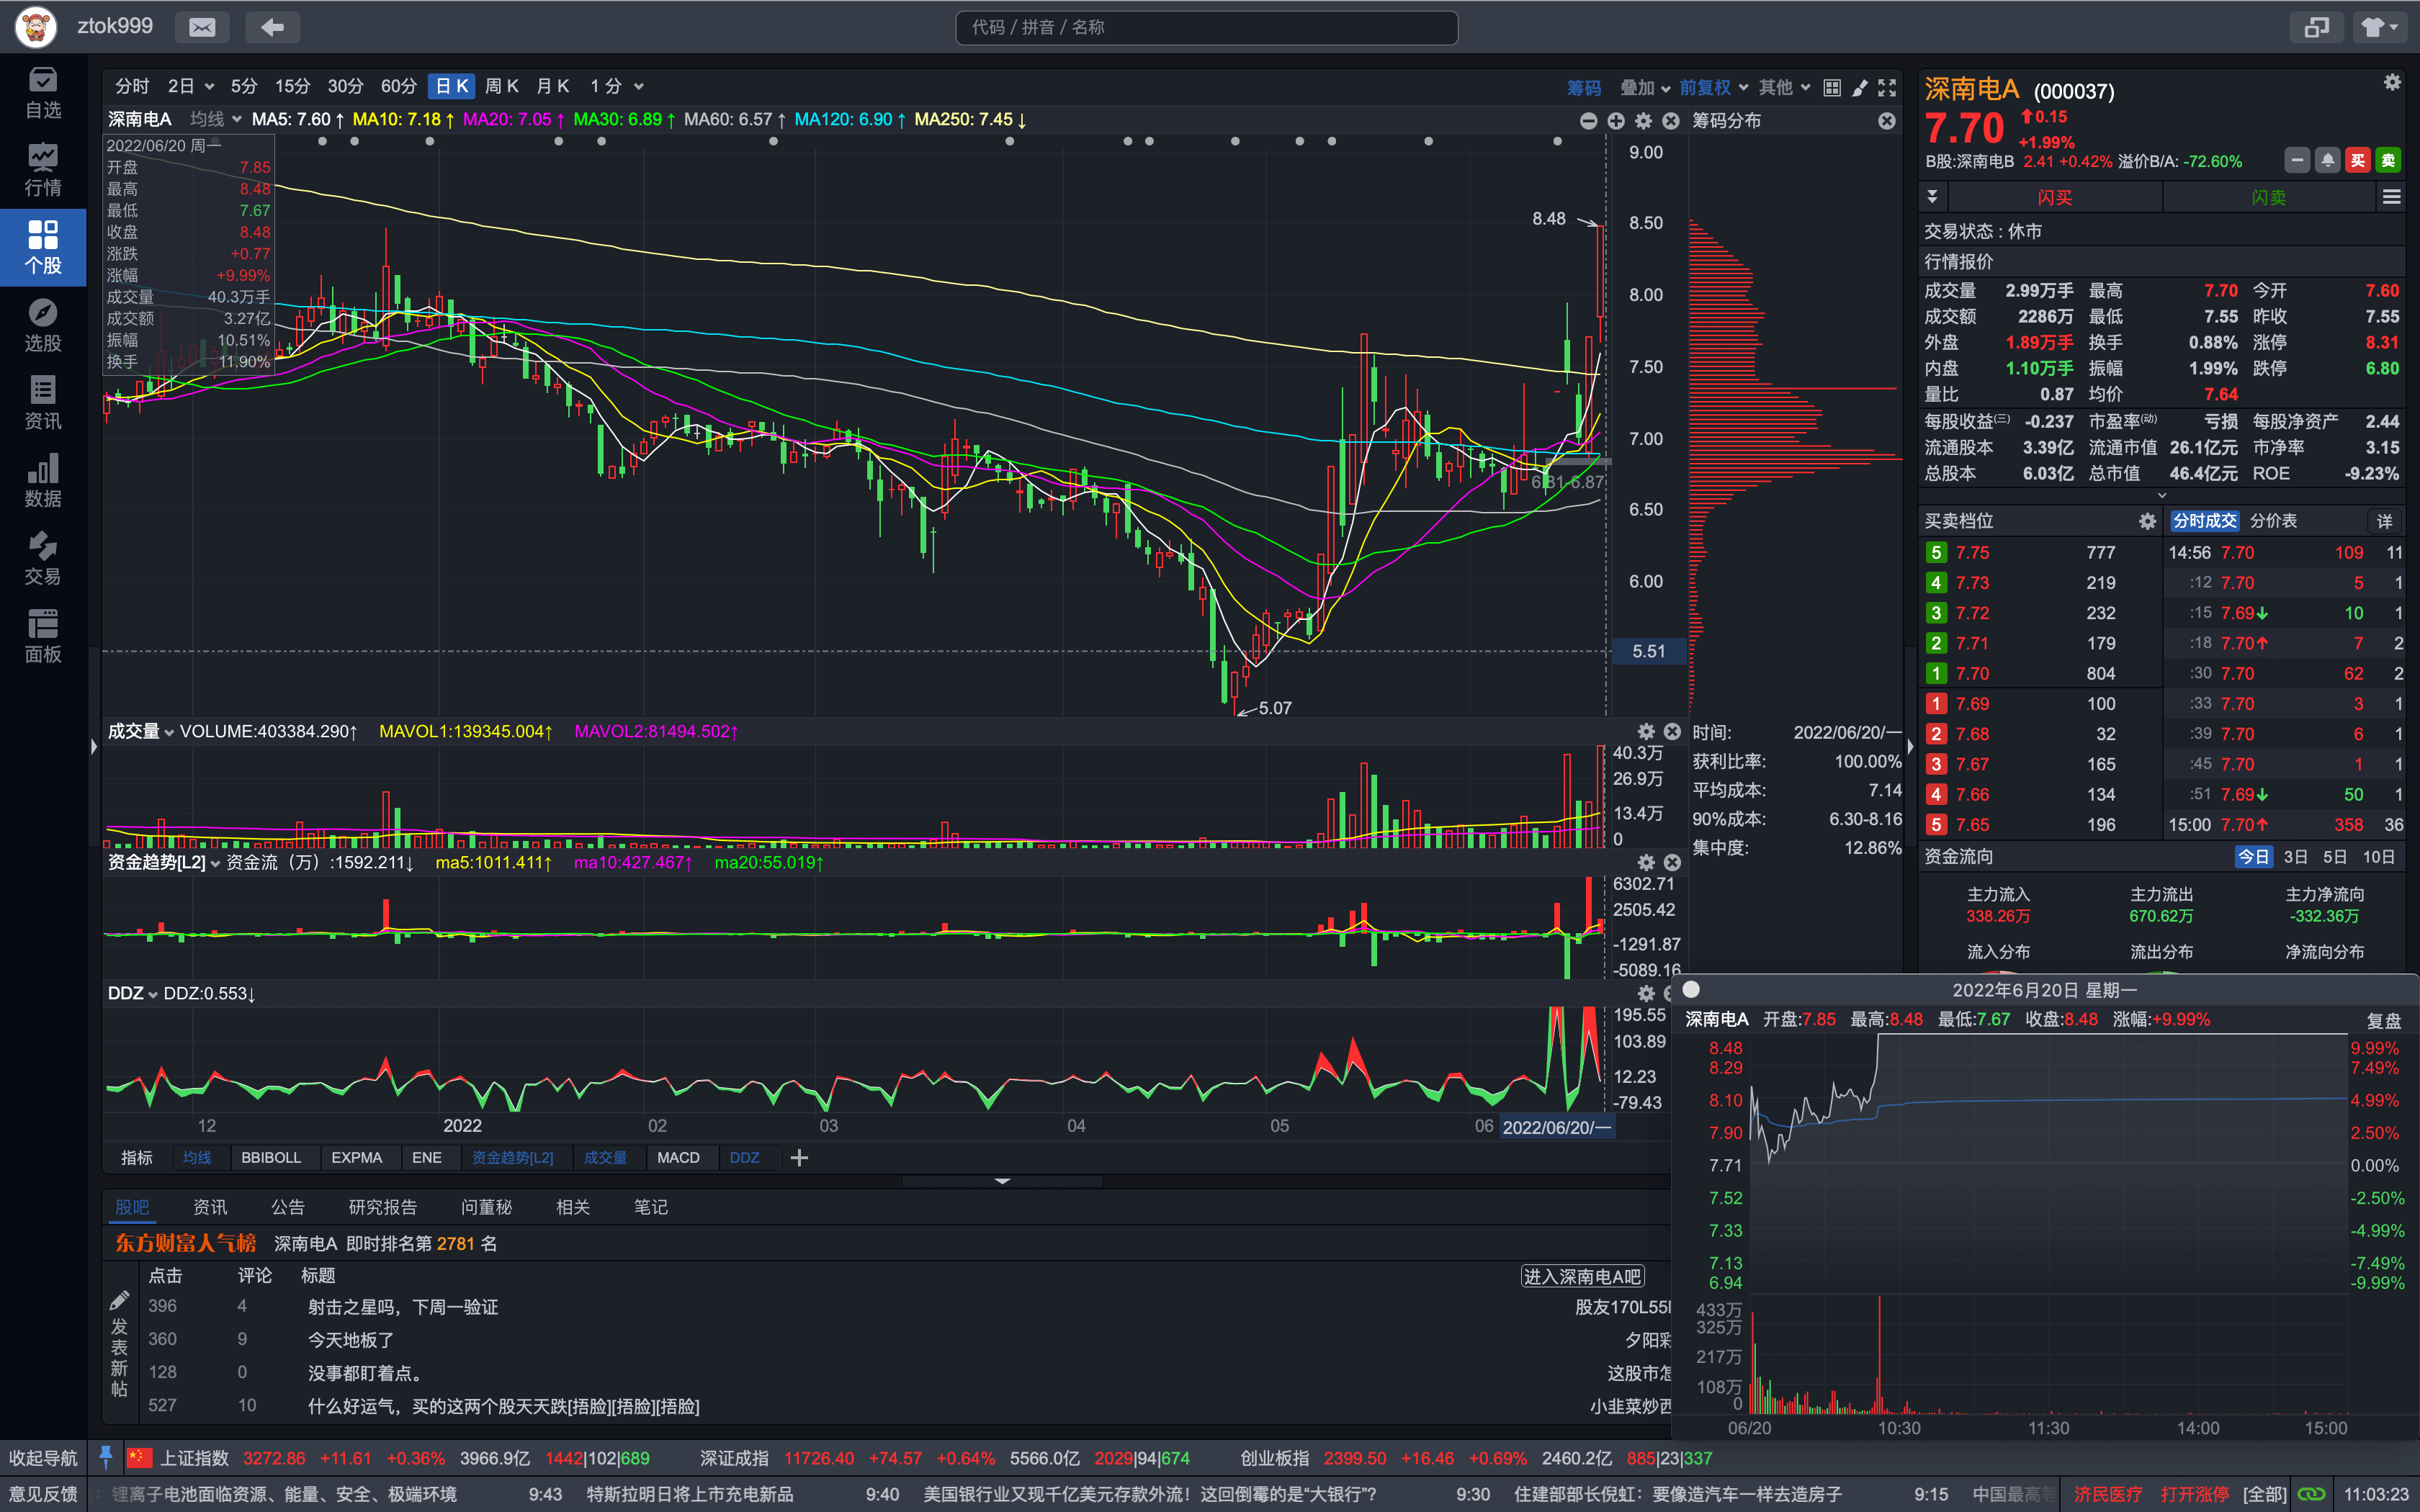 ztok999
代码 / 拼音 / 名称
自选
行情
个股
选股
资讯
数据
交易
面板
分时 2日 5分 15分 30分 60分 日K 周K 月K 1分
筹码 叠加 前复权 其他
深南电A 均线 MA5: 7.60↑ MA10: 7.18↑ MA20: 7.05↑ MA30: 6.89↑ MA60: 6.57↑ MA120: 6.90↑ MA250: 7.45↓
2022/06/20 周一
开盘 7.85
最高 8.48
最低 7.67
收盘 8.48
涨跌 +0.77
涨幅 +9.99%
成交量 40.3万手
成交额 3.27亿
振幅 10.51%
换手 11.90%
8.48
6.81-6.87
5.07
9.00
8.50
8.00
7.50
7.00
6.50
6.00
5.51
筹码分布
时间: 2022/06/20/一
获利比率: 100.00%
平均成本: 7.14
90%成本: 6.30-8.16
集中度: 12.86%
成交量 VOLUME:403384.290↑ MAVOL1:139345.004↑ MAVOL2:81494.502↑
40.3万
26.9万
13.4万
0
资金趋势[L2] 资金流（万）:1592.211↓ ma5:1011.411↑ ma10:427.467↑ ma20:55.019↑
6302.71
2505.42
-1291.87
-5089.16
DDZ DDZ:0.553↓
195.55
103.89
12.23
-79.43
12 2022 02 03 04 05 06 2022/06/20/一
指标 均线 BBIBOLL EXPMA ENE 资金趋势[L2] 成交量 MACD DDZ
股吧 资讯 公告 研究报告 问董秘 相关 笔记
东方财富人气榜 深南电A 即时排名第 2781 名
点击 评论 标题 进入深南电A吧
396 4 射击之星吗，下周一验证 股友170L55
360 9 今天地板了 夕阳彩
128 0 没事都盯着点。 这股市怎
527 10 什么好运气，买的这两个股天天跌[捂脸][捂脸][捂脸] 小韭菜炒西
发表新帖
深南电A (000037)
7.70 0.15
+1.99%
B股:深南电B 2.41 +0.42% 溢价B/A: -72.60% 买 卖
闪买 闪卖
交易状态 : 休市
行情报价
成交量 2.99万手 最高 7.70 今开 7.60
成交额 2286万 最低 7.55 昨收 7.55
外盘 1.89万手 换手 0.88% 涨停 8.31
内盘 1.10万手 振幅 1.99% 跌停 6.80
量比 0.87 均价 7.64
每股收益(三) -0.237 市盈率(动) 亏损 每股净资产 2.44
流通股本 3.39亿 流通市值 26.1亿元 市净率 3.15
总股本 6.03亿 总市值 46.4亿元 ROE -9.23%
买卖档位 分时成交 分价表 详
5 7.75 777 14:56 7.70 109 11
4 7.73 219 :12 7.70 5 1
3 7.72 232 :15 7.69↓ 10 1
2 7.71 179 :18 7.70↑ 7 2
1 7.70 804 :30 7.70 62 2
1 7.69 100 :33 7.70 3 1
2 7.68 32 :39 7.70 6 1
3 7.67 165 :45 7.70 1 1
4 7.66 134 :51 7.69↓ 50 1
5 7.65 196 15:00 7.70↑ 358 36
资金流向 今日 3日 5日 10日
主力流入 主力流出 主力净流向
338.26万 670.62万 -332.36万
流入分布 流出分布 净流向分布
2022年6月20日 星期一
深南电A 开盘:7.85 最高:8.48 最低:7.67 收盘:8.48 涨幅:+9.99% 复盘
8.48 9.99%
8.29 7.49%
8.10 4.99%
7.90 2.50%
7.71 0.00%
7.52 -2.50%
7.33 -4.99%
7.13 -7.49%
6.94 -9.99%
433万
325万
217万
108万
0
06/20 10:30 11:30 14:00 15:00
收起导航 上证指数 3272.86 +11.61 +0.36% 3966.9亿 1442|102|689 深证成指 11726.40 +74.57 +0.64% 5566.0亿 2029|94|674 创业板指 2399.50 +16.46 +0.69% 2460.2亿 885|23|337
意见反馈 锂离子电池面临资源、能量、安全、极端环境 9:43 特斯拉明日将上市充电新品 9:40 美国银行业又现千亿美元存款外流！这回倒霉的是“大银行”？ 9:30 住建部部长倪虹：要像造汽车一样去造房子 9:15 中国最高 济民医疗 打开涨停 [全部] 11:03:23